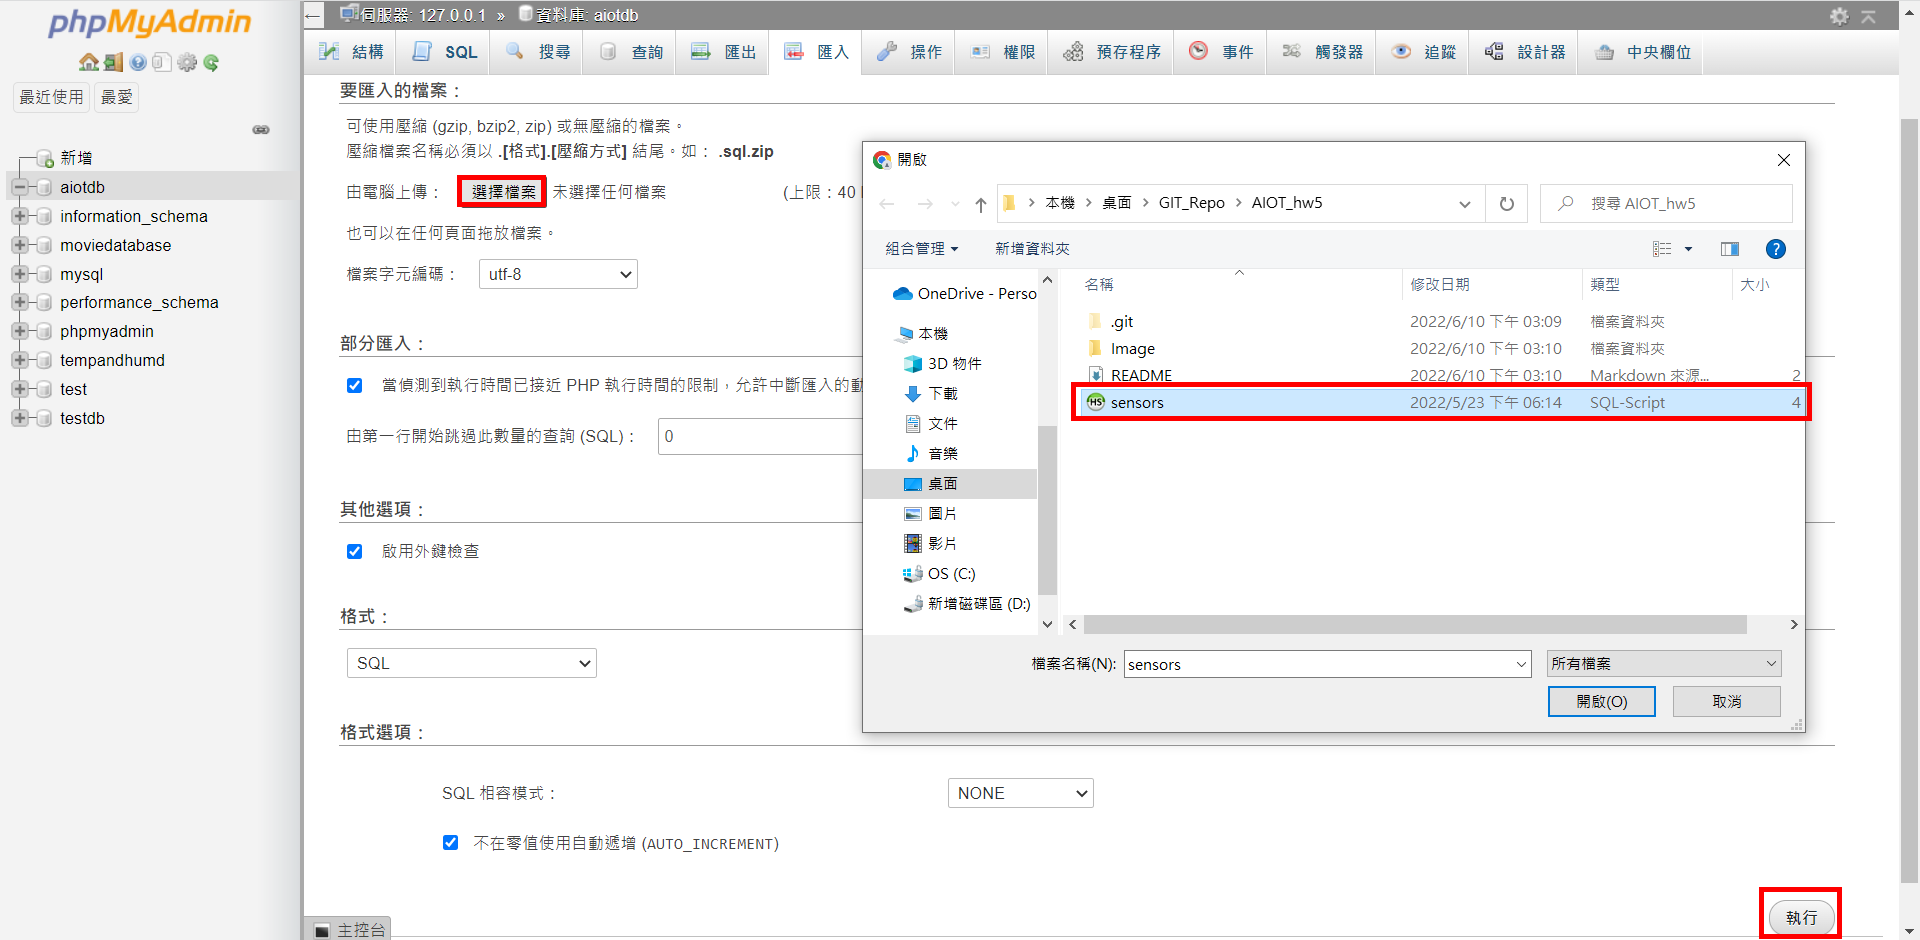 phpMyAdmin
最近使用 最愛
新增
aiotdb
information_schema
moviedatabase
mysql
performance_schema
phpmyadmin
tempandhumd
test
testdb
伺服器: 127.0.0.1 » 資料庫: aiotdb
結構 SQL 搜尋 查詢 匯出 匯入 操作 權限 預存程序 事件 觸發器 追蹤 設計器 中央欄位
要匯入的檔案：
可使用壓縮 (gzip, bzip2, zip) 或無壓縮的檔案。
壓縮檔案名稱必須以 .[格式].[壓縮方式] 結尾。如： .sql.zip
由電腦上傳： 選擇檔案 未選擇任何檔案 (上限：40
也可以在任何頁面拖放檔案。
檔案字元編碼： utf-8
部分匯入：
當偵測到執行時間已接近 PHP 執行時間的限制，允許中斷匯入的動
由第一行開始跳過此數量的查詢 (SQL)： 0
其他選項：
啟用外鍵檢查
格式：
SQL
格式選項：
SQL 相容模式： NONE
不在零值使用自動遞增 (AUTO_INCREMENT)
主控台
執行
開啟
本機 桌面 GIT_Repo AIOT_hw5
搜尋 AIOT_hw5
組合管理 新增資料夾
OneDrive - Perso
本機
3D 物件
下載
文件
音樂
桌面
圖片
影片
OS (C:)
新增磁碟區 (D:)
名稱 修改日期 類型 大小
.git 2022/6/10 下午 03:09 檔案資料夾
Image 2022/6/10 下午 03:10 檔案資料夾
README 2022/6/10 下午 03:10 Markdown 來源... 2
HS sensors 2022/5/23 下午 06:14 SQL-Script 4
檔案名稱(N): sensors 所有檔案
開啟(O) 取消